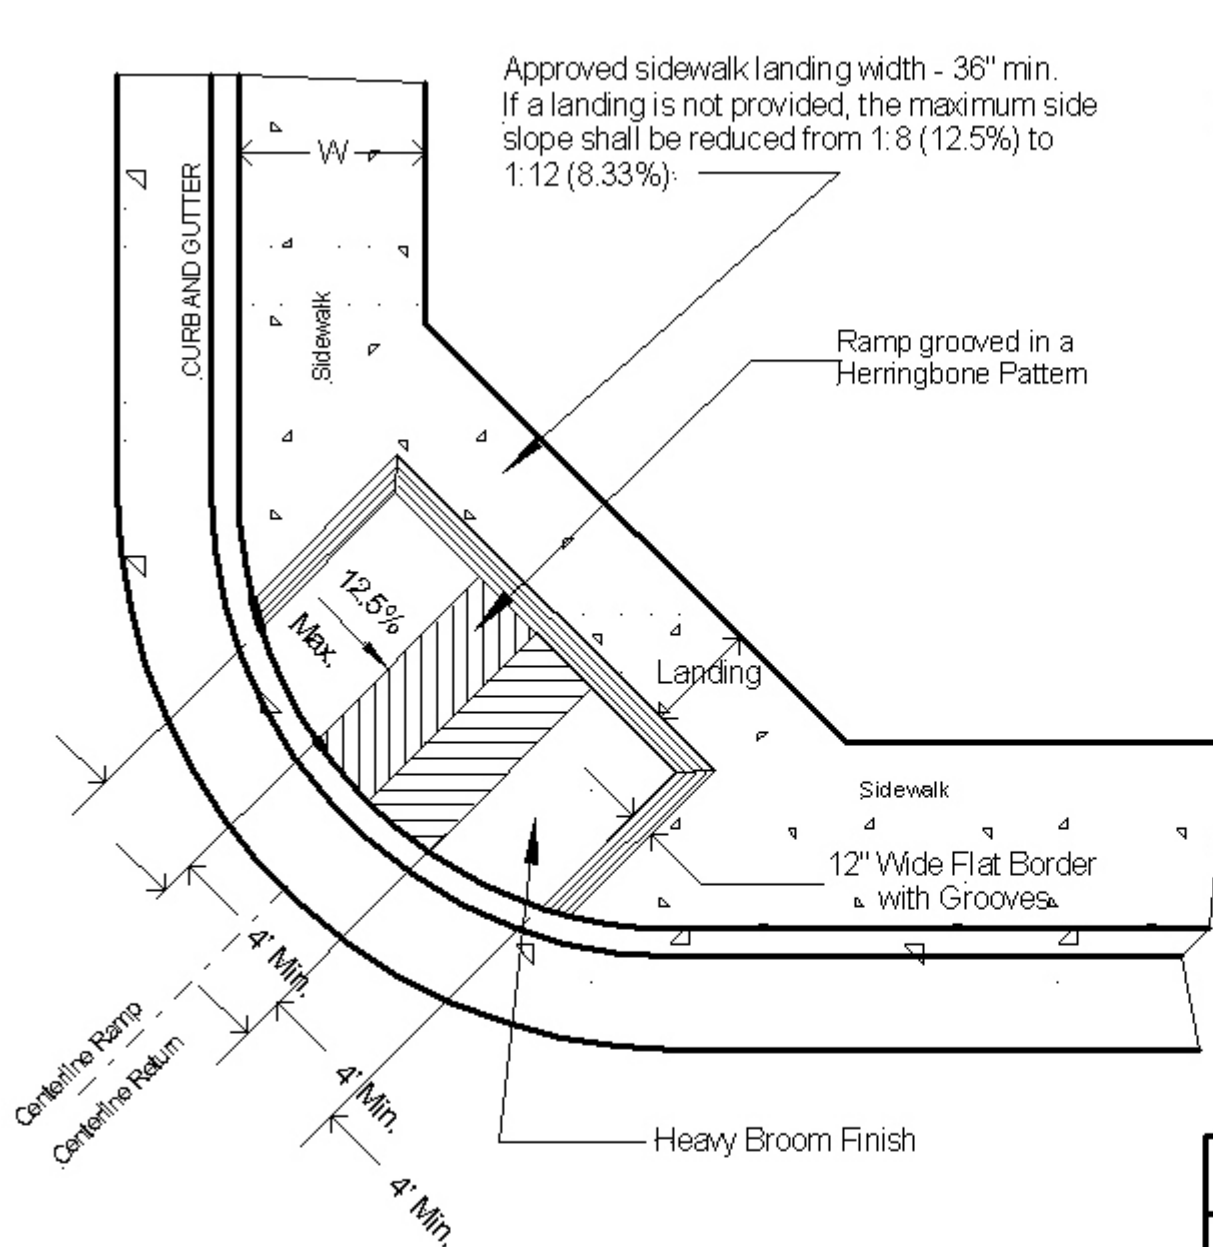 Approved sidewalk landing width - 36" min.
If a landing is not provided, the maximum side
slope shall be reduced from 1:8 (12.5%) to
1:12 (8.33%).
W
CURB AND GUTTER
Sidewalk
Ramp grooved in a
Herringbone Pattern
12.5%
Max.
Landing
Sidewalk
12" Wide Flat Border
with Grooves
4' Min.
Centerline Ramp
Centerline Return
4' Min.
Heavy Broom Finish
4' Min.